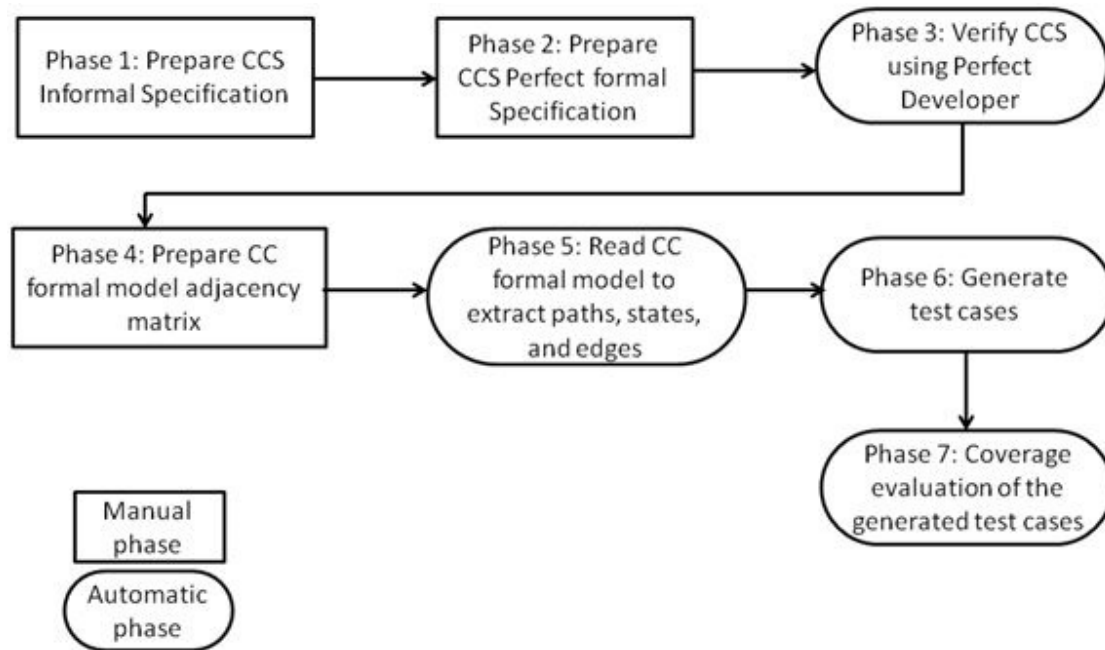 Phase 1: Prepare CCS
Informal Specification
Phase 2: Prepare
CCS Perfect formal
Specification
Phase 3: Verify CCS
using Perfect
Developer
Phase 4: Prepare CC
formal model adjacency
matrix
Phase 5: Read CC
formal model to
extract paths, states,
and edges
Phase 6: Generate
test cases
Phase 7: Coverage
evaluation of the
generated test cases
Manual
phase
Automatic
phase